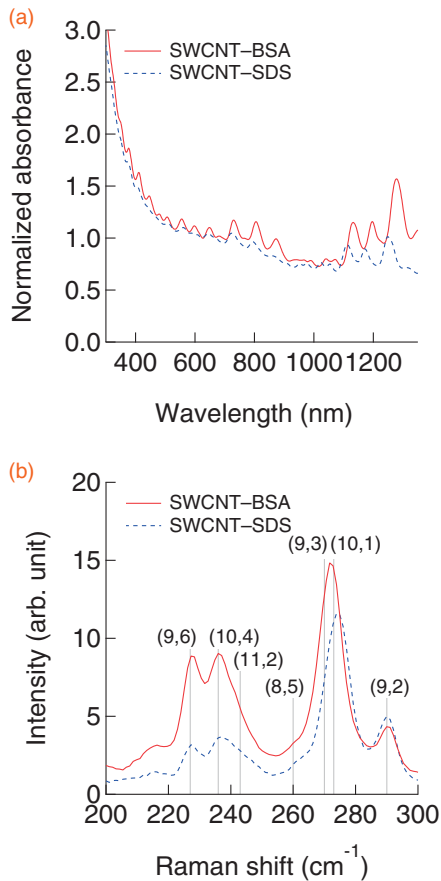 (a)
3.0
SWCNT–BSA
SWCNT–SDS
2.5
2.0
1.5
1.0
0.5
0.0
Normalized absorbance
400 600 800 1000 1200
Wavelength (nm)
(b)
20
SWCNT–BSA
SWCNT–SDS
15
(9,3) (10,1)
10
(9,6) (10,4)
(11,2)
(8,5) (9,2)
5
0
Intensity (arb. unit)
200 220 240 260 280 300
Raman shift (cm⁻¹)